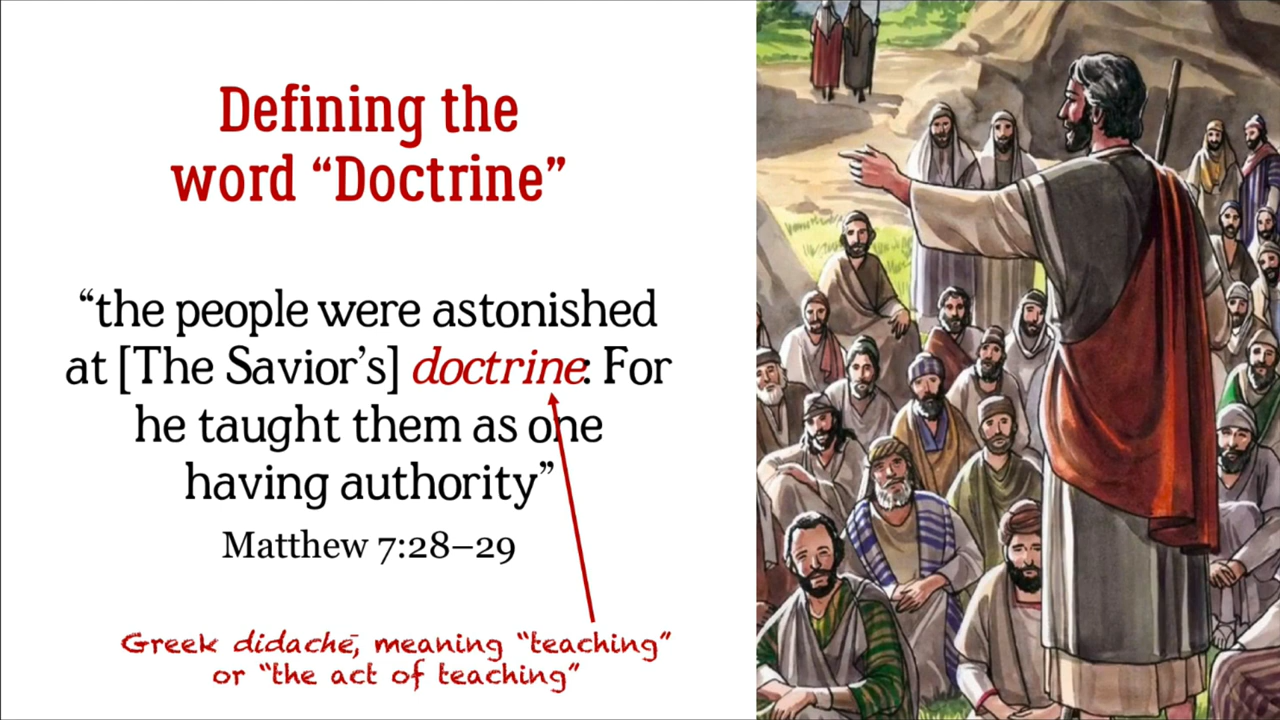 Defining the
word “Doctrine”
“the people were astonished
at [The Savior’s] doctrine: For
he taught them as one
having authority”
Matthew 7:28–29
Greek didachē, meaning “teaching”
or “the act of teaching”